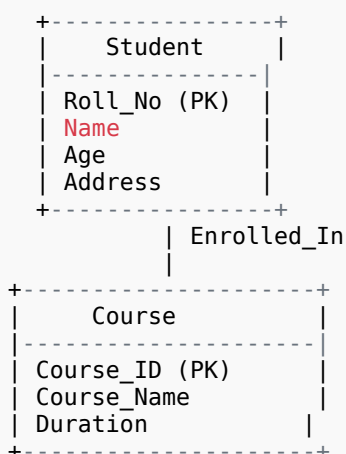 Student
Roll_No (PK)
Name
Age
Address
Enrolled_In
Course
Course_ID (PK)
Course_Name
Duration